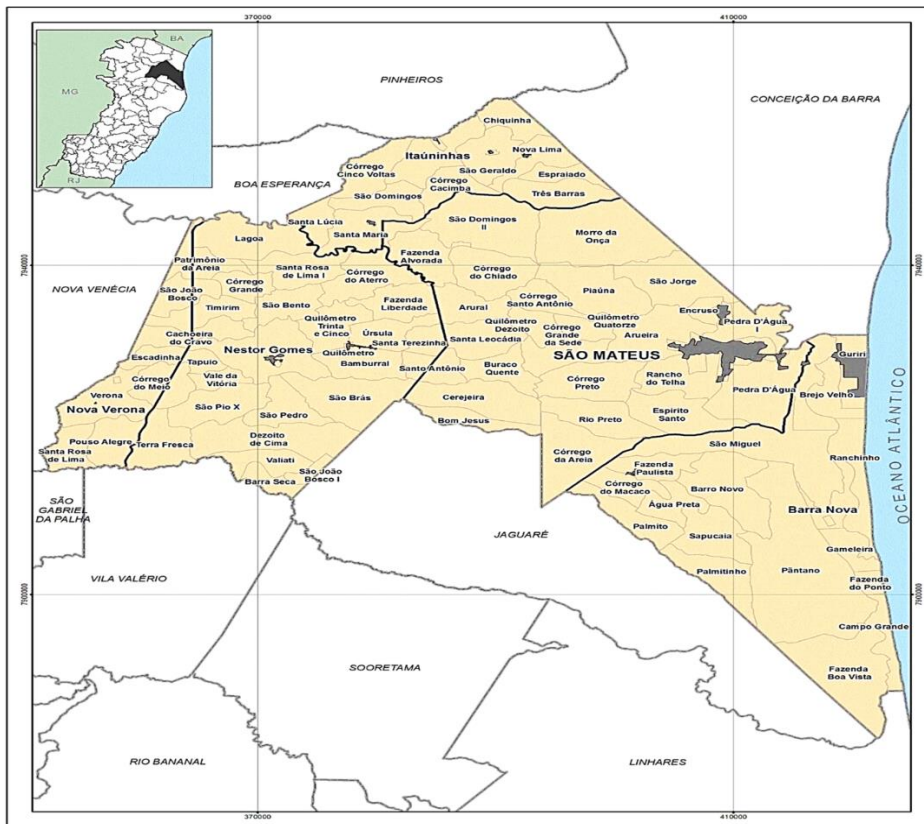 370000
410000
BA
MG
RJ
PINHEIROS
CONCEIÇÃO DA BARRA
BOA ESPERANÇA
NOVA VENÉCIA
7940000
7940000
Chiquinha
Itaúninhas
Nova Lima
Córrego
Cinco Voltas
São Geraldo
Córrego
Cacimba
Espraiado
Três Barras
São Domingos
Santa Lúcia
Santa Maria
São Domingos
II
Morro da
Onça
Lagoa
Fazenda
Alvorada
Patrimônio
da Areia
Santa Rosa
de Lima I
Córrego
do Aterro
Córrego
do Chiado
São João
Bosco
Córrego
Grande
Piaúna
São Jorge
Timirim
São Bento
Fazenda
Liberdade
Arural
Córrego
Santo Antônio
Encruso
Quilômetro
Trinta
e Cinco
Úrsula
Quilômetro
Dezoito
Córrego
Grande
da Sede
Quilômetro
Quatorze
Arueira
Pedra D'Água
Cachoeira
do Cravo
Santa Terezinha
Santa Leocádia
Escadinha
Tapuio
Nestor Gomes
Quilômetro
Bamburral
Santo Antônio
Buraco
Quente
SÃO MATEUS
Guriri
Córrego
do Meio
Vale da
Vitória
Córrego
Preto
Rancho
do Telha
Pedra D'Água
Brejo Velho
Verona
Nova Verona
São Pio X
São Brás
Cerejeira
São Pedro
Bom Jesus
Rio Preto
Espírito
Santo
Pouso Alegre
Terra Fresca
Dezoito
de Cima
São Miguel
Santa Rosa
de Lima
Valiati
Córrego
da Areia
Ranchinho
Barra Seca
São João
Bosco I
Fazenda
Paulista
Córrego
do Macaco
Barro Novo
Água Preta
Barra Nova
Palmito
Sapucaia
Gameleira
Palmitinho
Pântano
Fazenda
do Ponto
Campo Grande
Fazenda
Boa Vista
OCEANO ATLÂNTICO
SÃO
GABRIEL
DA PALHA
JAGUARÉ
VILA VALÉRIO
7900000
7900000
SOORETAMA
RIO BANANAL
LINHARES
370000
410000